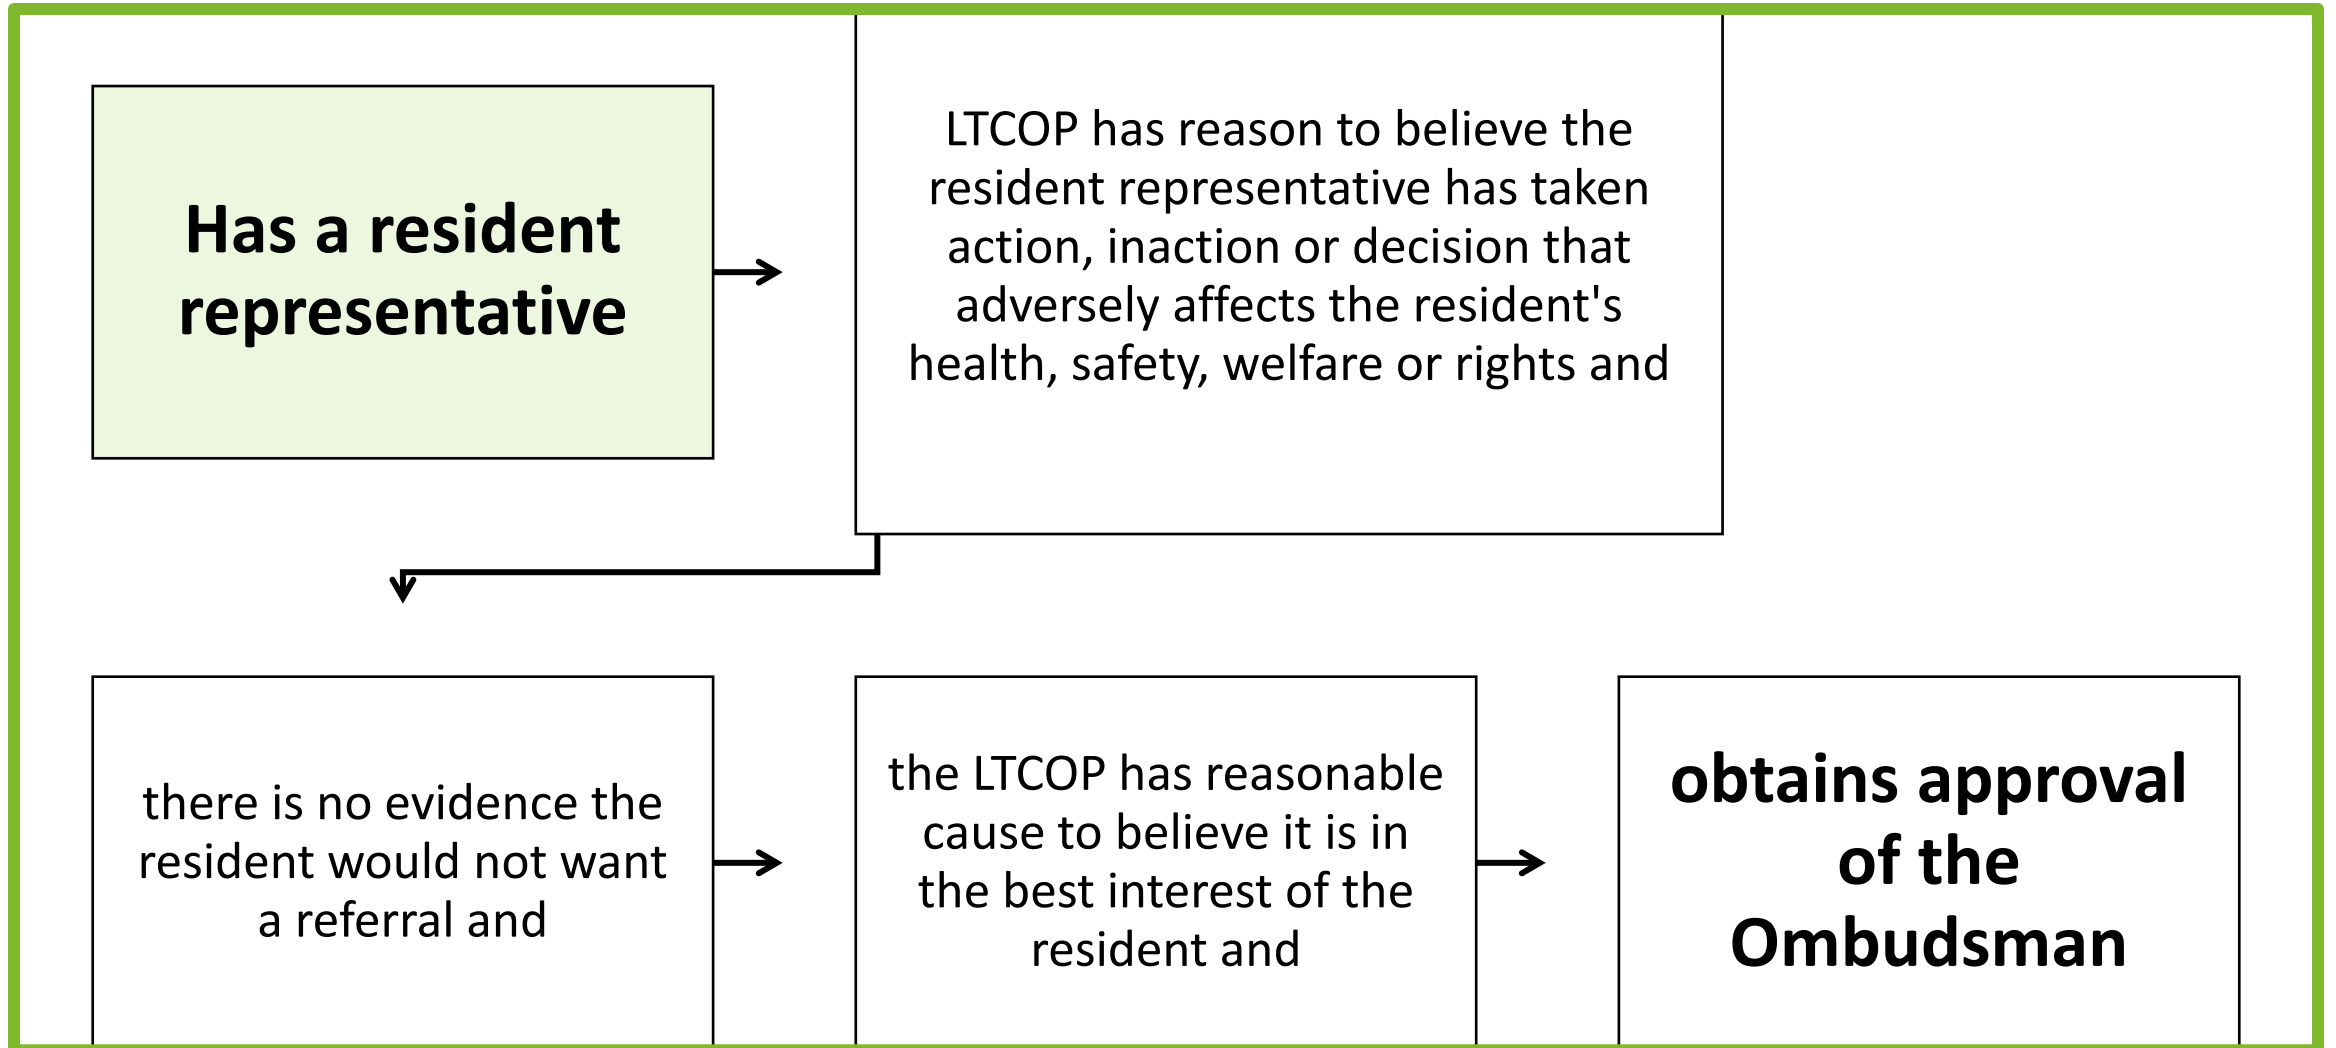 Has a resident
representative
LTCOP has reason to believe the
resident representative has taken
action, inaction or decision that
adversely affects the resident's
health, safety, welfare or rights and
there is no evidence the
resident would not want
a referral and
the LTCOP has reasonable
cause to believe it is in
the best interest of the
resident and
obtains approval
of the
Ombudsman